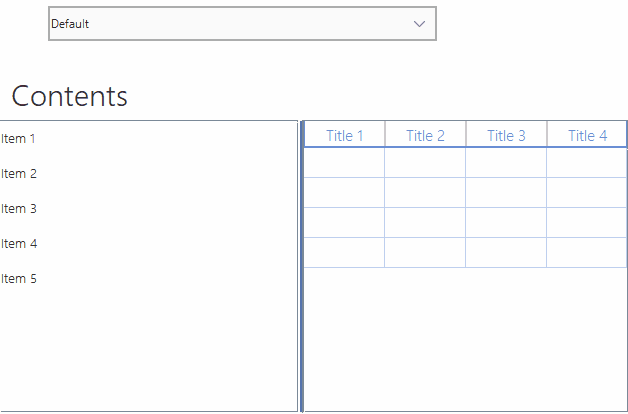 Default
Contents
Item 1
Item 2
Item 3
Item 4
Item 5
Title 1 Title 2 Title 3 Title 4